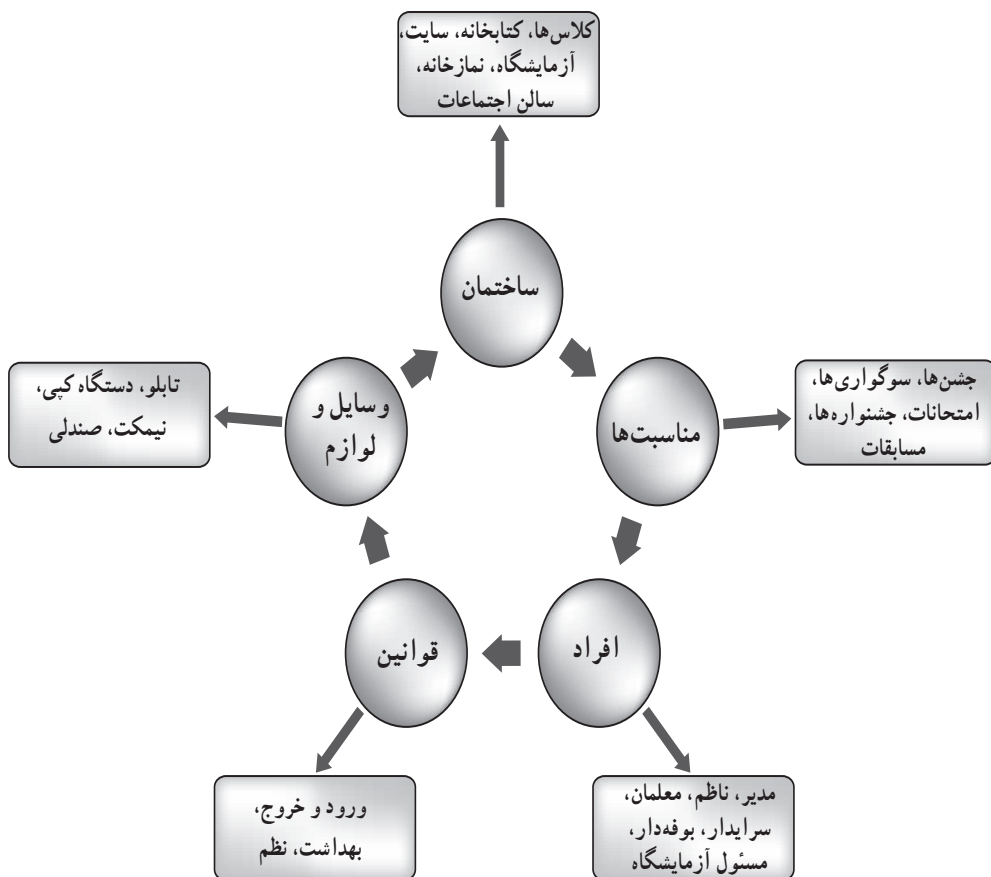 کلاس‌ها، کتابخانه، سایت،
آزمایشگاه، نمازخانه،
سالن اجتماعات
ساختمان
مناسبت‌ها
جشن‌ها، سوگواری‌ها،
امتحانات، جشنواره‌ها،
مسابقات
افراد
مدیر، ناظم، معلمان،
سرایدار، بوفه‌دار،
مسئول آزمایشگاه
قوانین
ورود و خروج،
بهداشت، نظم
وسایل و
لوازم
تابلو، دستگاه کپی،
نیمکت، صندلی